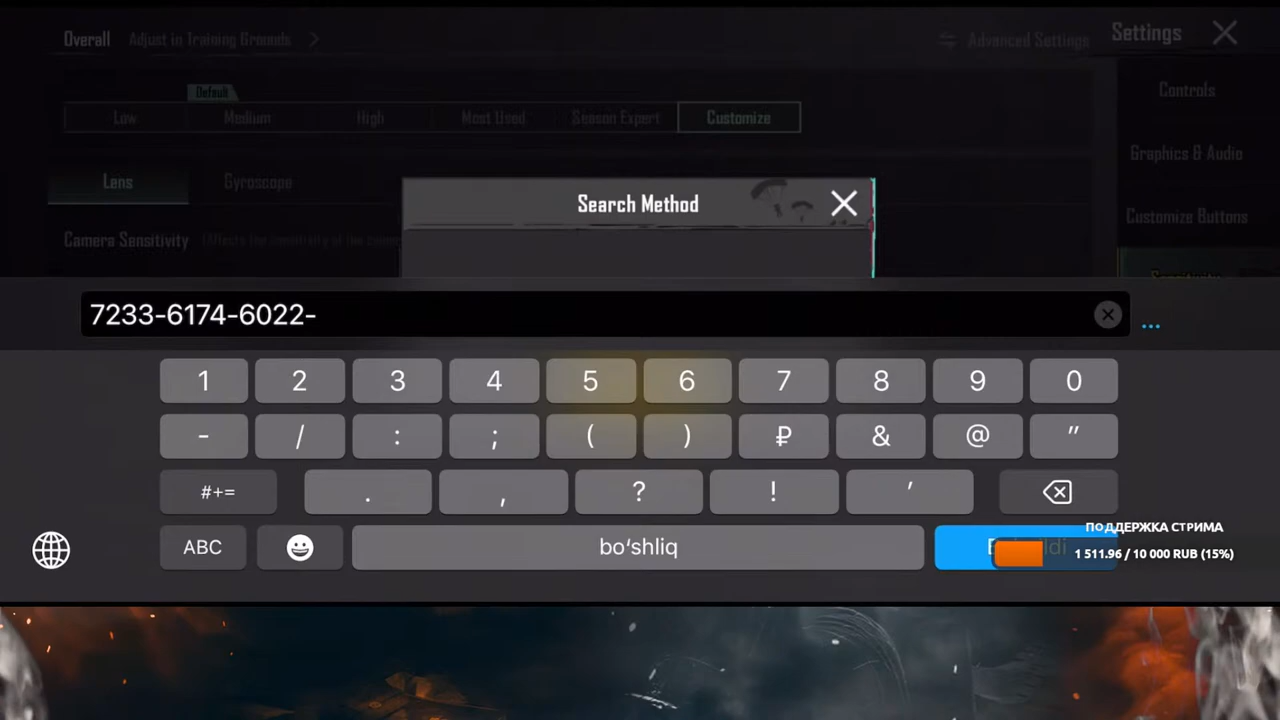 Overall Adjust in Training Grounds
Advanced Settings
Settings
Default
Low Medium High Most Used Season Expert Customize
Controls
Graphics & Audio
Lens Gyroscope
Search Method
Customize Buttons
Camera Sensitivity
Sensitivity
7233-6174-6022-
...
1 2 3 4 5 6 7 8 9 0
- / : ; ( ) ₽ & @ "
#+= . , ? ! '
ABC boʻshliq
ПОДДЕРЖКА СТРИМА
1 511.96 / 10 000 RUB (15%)